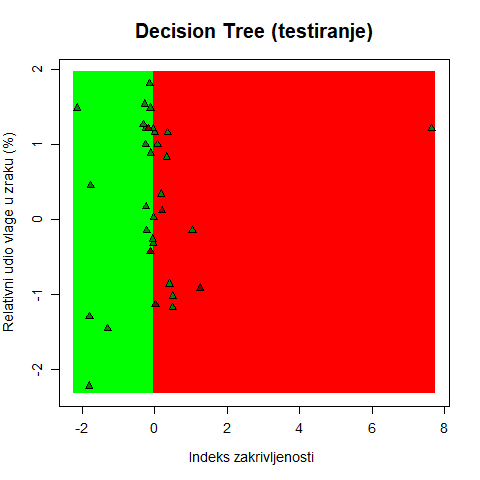 Decision Tree (testiranje)
Relativni udio vlage u zraku (%)
2
1
0
-1
-2
-2 0 2 4 6 8
Indeks zakrivljenosti